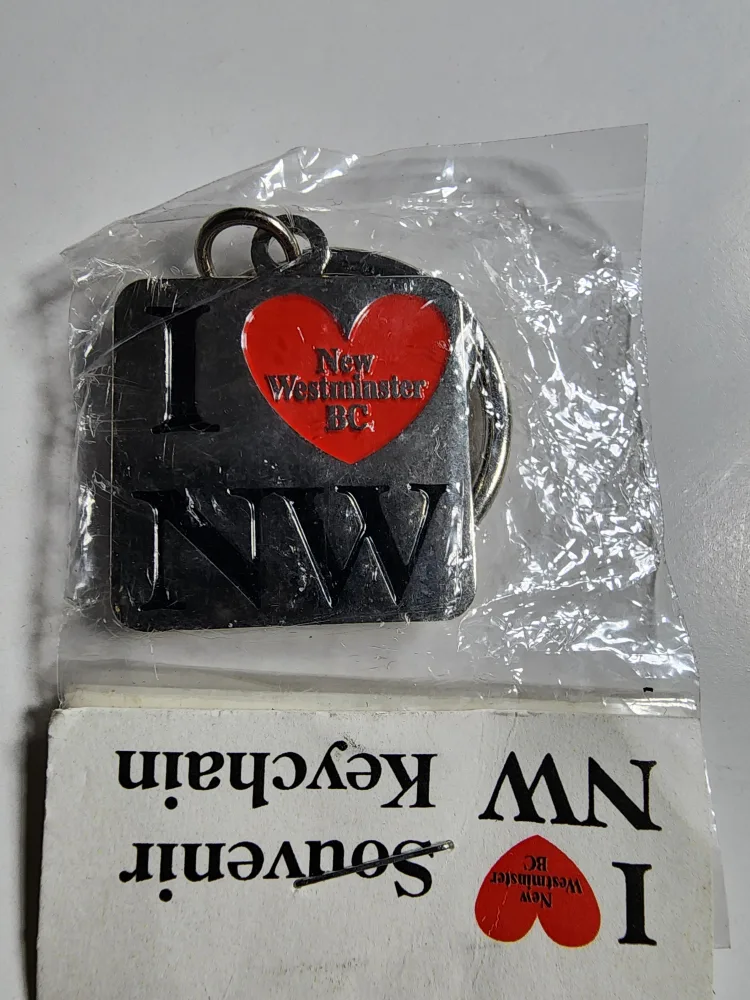 I
New
Westminster
BC
NW
I
New
Westminster
BC
NW
Souvenir
Keychain